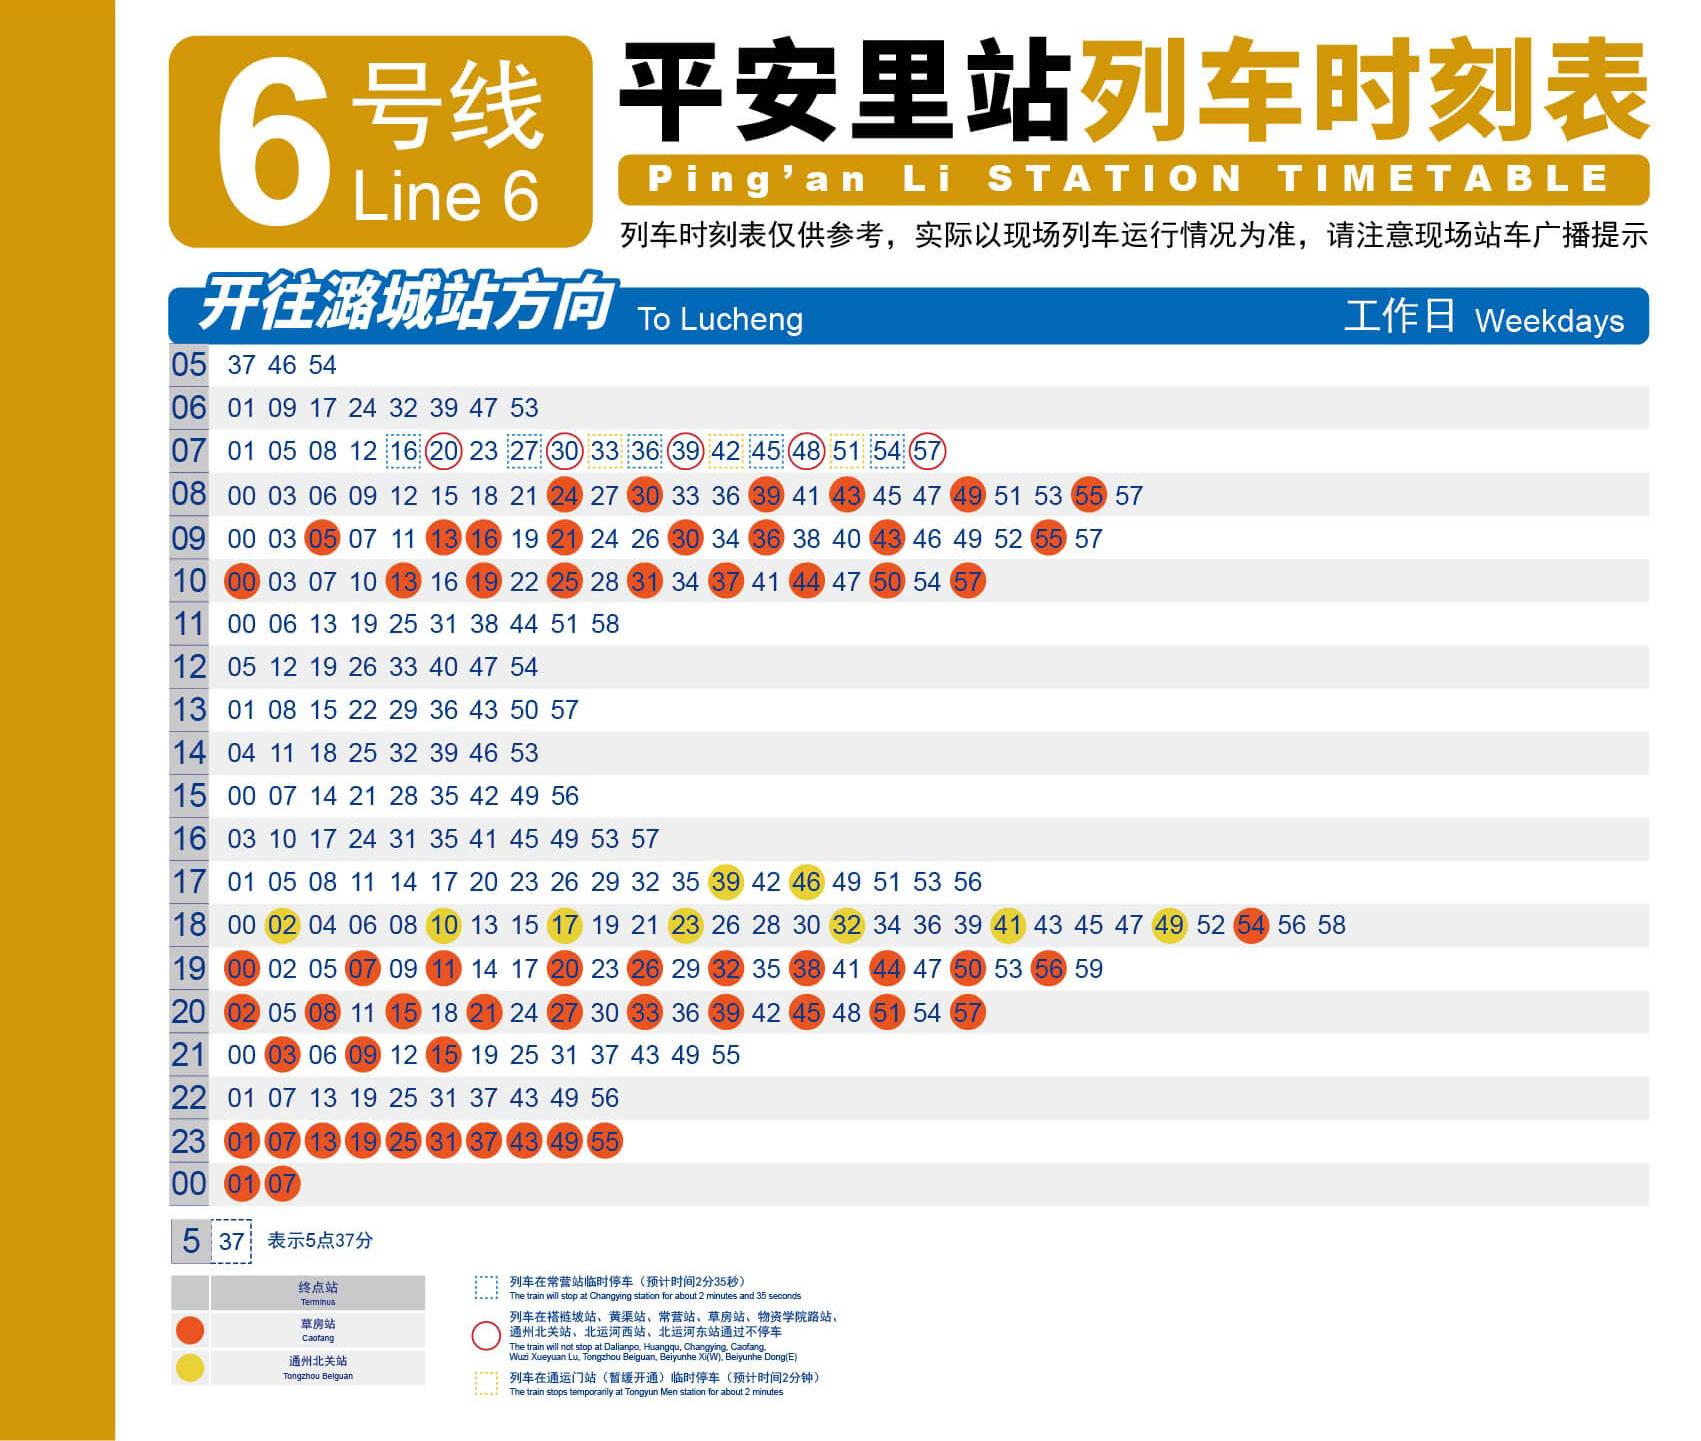 6 号线
Line 6
平安里站列车时刻表
Ping'an Li STATION TIMETABLE
列车时刻表仅供参考，实际以现场列车运行情况为准，请注意现场站车广播提示
开往潞城站方向 To Lucheng 工作日 Weekdays
05 37 46 54
06 01 09 17 24 32 39 47 53
07 01 05 08 12 16 20 23 27 30 33 36 39 42 45 48 51 54 57
08 00 03 06 09 12 15 18 21 24 27 30 33 36 39 41 43 45 47 49 51 53 55 57
09 00 03 05 07 11 13 16 19 21 24 26 30 34 36 38 40 43 46 49 52 55 57
10 00 03 07 10 13 16 19 22 25 28 31 34 37 41 44 47 50 54 57
11 00 06 13 19 25 31 38 44 51 58
12 05 12 19 26 33 40 47 54
13 01 08 15 22 29 36 43 50 57
14 04 11 18 25 32 39 46 53
15 00 07 14 21 28 35 42 49 56
16 03 10 17 24 31 35 41 45 49 53 57
17 01 05 08 11 14 17 20 23 26 29 32 35 39 42 46 49 51 53 56
18 00 02 04 06 08 10 13 15 17 19 21 23 26 28 30 32 34 36 39 41 43 45 47 49 52 54 56 58
19 00 02 05 07 09 11 14 17 20 23 26 29 32 35 38 41 44 47 50 53 56 59
20 02 05 08 11 15 18 21 24 27 30 33 36 39 42 45 48 51 54 57
21 00 03 06 09 12 15 19 25 31 37 43 49 55
22 01 07 13 19 25 31 37 43 49 56
23 01 07 13 19 25 31 37 43 49 55
00 01 07
5 37 表示5点37分
终点站
Terminus
草房站
Caofang
通州北关站
Tongzhou Beiguan
列车在常营站临时停车（预计时间2分35秒）
The train will stop at Changying station for about 2 minutes and 35 seconds
列车在褡裢坡站、黄渠站、常营站、草房站、物资学院路站、
通州北关站、北运河西站、北运河东站通过不停车
The train will not stop at Dalianpo, Huangqu, Changying, Caofang,
Wuzi Xueyuan Lu, Tongzhou Beiguan, Beiyunhe Xi(W), Beiyunhe Dong(E)
列车在通运门站（暂缓开通）临时停车（预计时间2分钟）
The train stops temporarily at Tongyun Men station for about 2 minutes